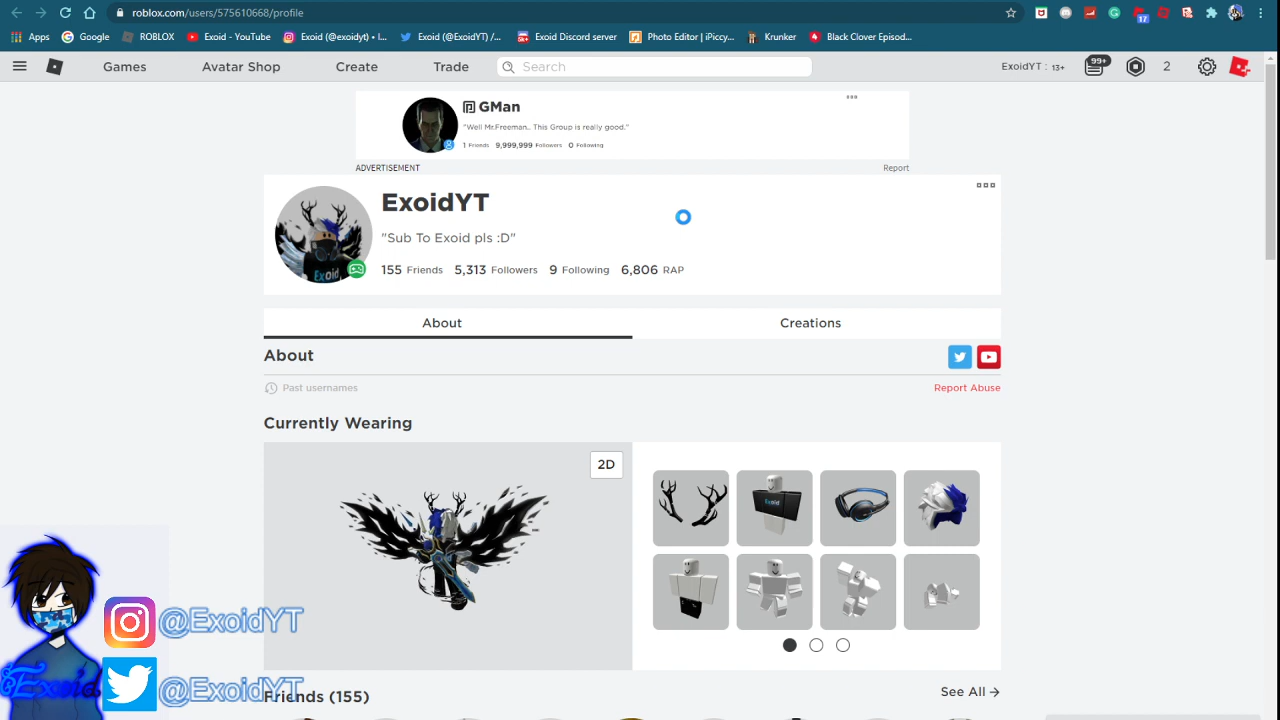 roblox.com/users/575610668/profile
17
Apps Google ROBLOX Exoid - YouTube Exoid (@exoidyt) • I... Exoid (@ExoidYT) /... Exoid Discord server Photo Editor | iPiccy... Krunker Black Clover Episod...
Games Avatar Shop Create Trade Search ExoidYT : 13+ 99+ 2
GMan
"Well Mr.Freeman.. This Group is really good."
1 Friends 9,999,999 Followers 0 Following
ADVERTISEMENT Report
ExoidYT
"Sub To Exoid pls :D"
155 Friends 5,313 Followers 9 Following 6,806 RAP
About Creations
About
Past usernames Report Abuse
Currently Wearing
2D
Exoid
Exoid
@ExoidYT
Exoid
@ExoidYT
Friends (155) See All →